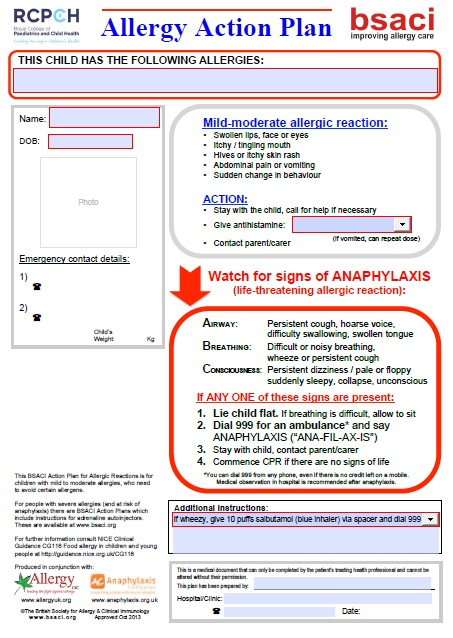 RCPCH
Royal College of
Paediatrics and Child Health
Leading the way in Children's Health
Allergy Action Plan
bsaci
improving allergy care
THIS CHILD HAS THE FOLLOWING ALLERGIES:
Name:
DOB:
Photo
Emergency contact details:
1)
☎
2)
☎
Child's
Weight: Kg
Mild-moderate allergic reaction:
• Swollen lips, face or eyes
• Itchy / tingling mouth
• Hives or itchy skin rash
• Abdominal pain or vomiting
• Sudden change in behaviour
ACTION:
• Stay with the child, call for help if necessary
• Give antihistamine:
(if vomited, can repeat dose)
• Contact parent/carer
Watch for signs of ANAPHYLAXIS
(life-threatening allergic reaction):
AIRWAY: Persistent cough, hoarse voice,
difficulty swallowing, swollen tongue
BREATHING: Difficult or noisy breathing,
wheeze or persistent cough
CONSCIOUSNESS: Persistent dizziness / pale or floppy
suddenly sleepy, collapse, unconscious
If ANY ONE of these signs are present:
1. Lie child flat. If breathing is difficult, allow to sit
2. Dial 999 for an ambulance* and say
ANAPHYLAXIS ("ANA-FIL-AX-IS")
3. Stay with child, contact parent/carer
4. Commence CPR if there are no signs of life
*You can dial 999 from any phone, even if there is no credit left on a mobile.
Medical observation in hospital is recommended after anaphylaxis.
This BSACI Action Plan for Allergic Reactions is for
children with mild to moderate allergies, who need
to avoid certain allergens.
For people with severe allergies (and at risk of
anaphylaxis) there are BSACI Action Plans which
include instructions for adrenaline autoinjectors.
These are available at www.bsaci.org
For further consultation consult NICE Clinical
Guidance CG116 Food allergy in children and young
people at http://guidance.nice.org.uk/CG116
Produced in conjunction with:
Allergy UK
Anaphylaxis
Campaign
www.allergyuk.org www.anaphylaxis.org.uk
©The British Society for Allergy & Clinical Immunology
www.bsaci.org Approved Oct 2013
Additional instructions:
If wheezy, give 10 puffs salbutamol (blue inhaler) via spacer and dial 999
This is a medical document that can only be completed by the patient's treating health professional and cannot be
altered without their permission.
This plan has been prepared by:
Hospital/Clinic:
☎ Date: